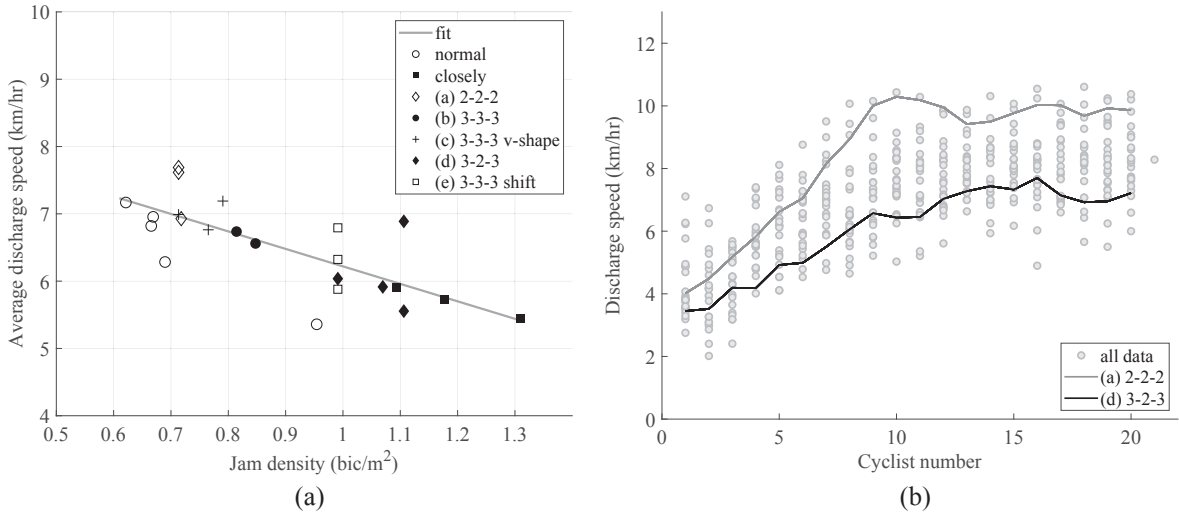 10
9
8
7
6
5
4
0.5 0.6 0.7 0.8 0.9 1 1.1 1.2 1.3
Average discharge speed (km/hr)
Jam density (bic/m²)
fit
normal
closely
(a) 2-2-2
(b) 3-3-3
(c) 3-3-3 v-shape
(d) 3-2-3
(e) 3-3-3 shift
(a)
12
10
8
6
4
2
0
0 5 10 15 20
Discharge speed (km/hr)
Cyclist number
all data
(a) 2-2-2
(d) 3-2-3
(b)